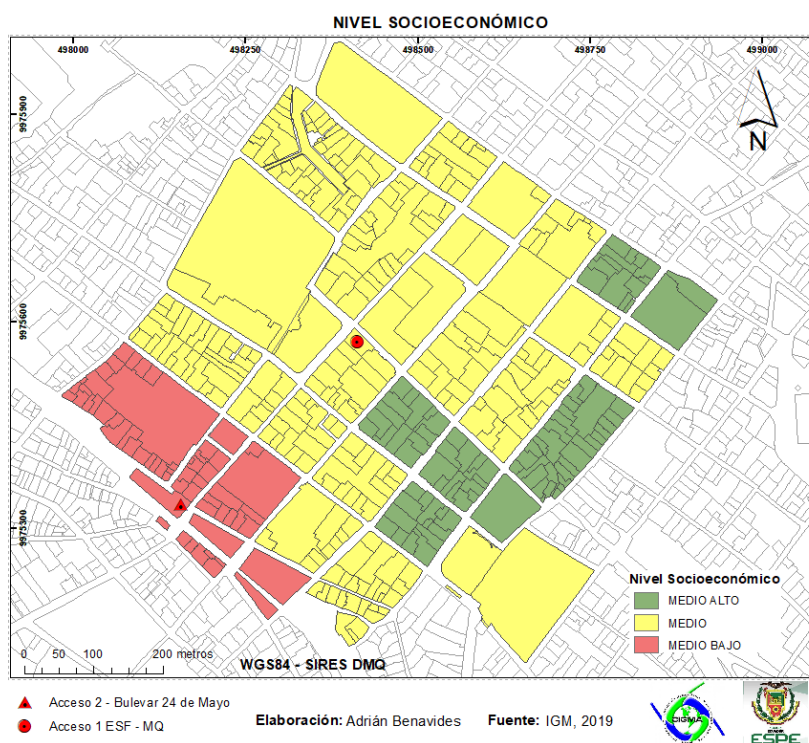 NIVEL SOCIOECONÓMICO
498000 498250 498500 498750 499000
9975900
9975600
9975300
N
Nivel Socioeconómico
MEDIO ALTO
MEDIO
MEDIO BAJO
0 50 100 200 metros
WGS84 - SIRES DMQ
Acceso 2 - Bulevar 24 de Mayo
Acceso 1 ESF - MQ
Elaboración: Adrián Benavides Fuente: IGM, 2019
CIGMA
ESPE